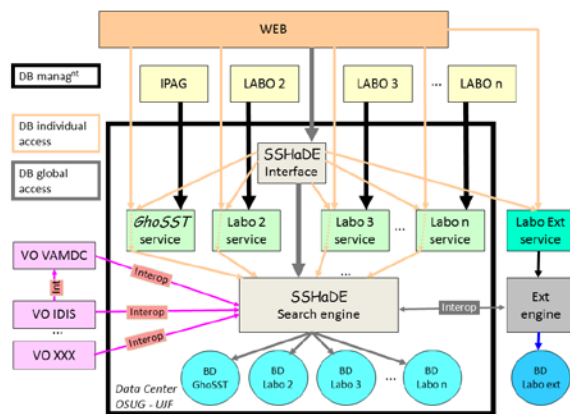 WEB
DB managnt
IPAG
LABO 2
LABO 3
...
LABO n
DB individual
access
DB global
access
SSHaDE
Interface
GhoSST
service
Labo 2
service
Labo 3
service
...
Labo n
service
Labo Ext
service
VO VAMDC
Interop
Int
VO IDIS
Interop
...
VO XXX
Interop
...
SSHaDE
Search engine
Interop
Ext
engine
BD
GhoSST
BD
Labo 2
BD
Labo 3
...
BD
Labo n
BD
Labo ext
Data Center
OSUG - UJF